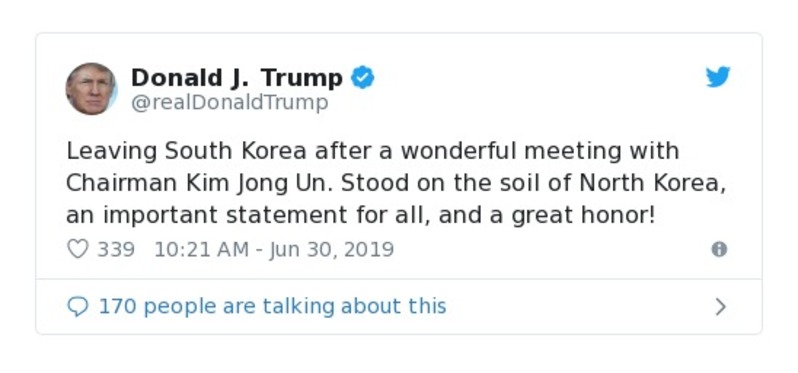 Donald J. Trump
@realDonaldTrump
Leaving South Korea after a wonderful meeting with
Chairman Kim Jong Un. Stood on the soil of North Korea,
an important statement for all, and a great honor!
339 10:21 AM - Jun 30, 2019
170 people are talking about this